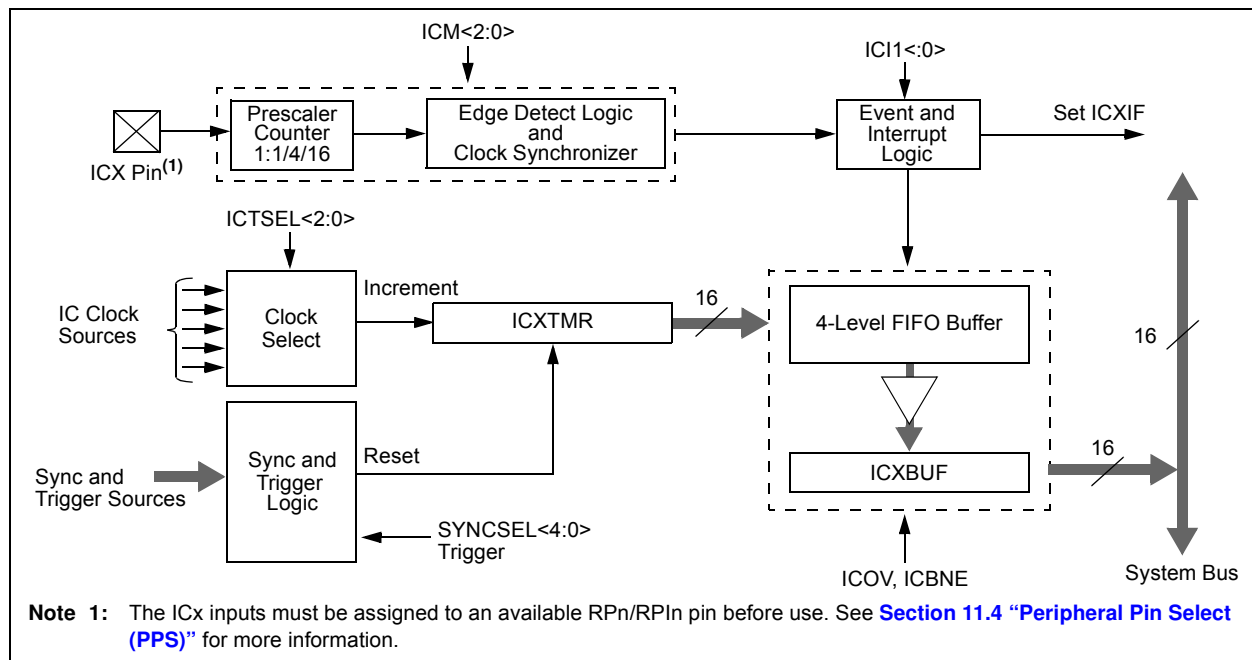 ICM<2:0>
ICI1<:0>
Prescaler
Counter
1:1/4/16
Edge Detect Logic
and
Clock Synchronizer
Event and
Interrupt
Logic
Set ICXIF
ICX Pin(1)
ICTSEL<2:0>
IC Clock
Sources
Clock
Select
Increment
ICXTMR
16
4-Level FIFO Buffer
16
Sync and
Trigger Sources
Sync and
Trigger
Logic
Reset
ICXBUF
16
SYNCSEL<4:0>
Trigger
ICOV, ICBNE
System Bus
Note 1: The ICx inputs must be assigned to an available RPn/RPIn pin before use. See Section 11.4 “Peripheral Pin Select
(PPS)” for more information.